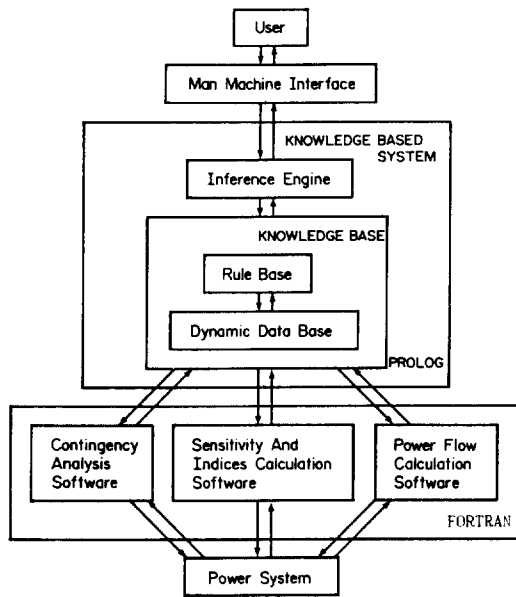 User
Man Machine Interface
KNOWLEDGE BASED
SYSTEM
Inference Engine
KNOWLEDGE BASE
Rule Base
Dynamic Data Base
PROLOG
Contingency
Analysis
Software
Sensitivity And
Indices Calculation
Software
Power Flow
Calculation
Software
FORTRAN
Power System